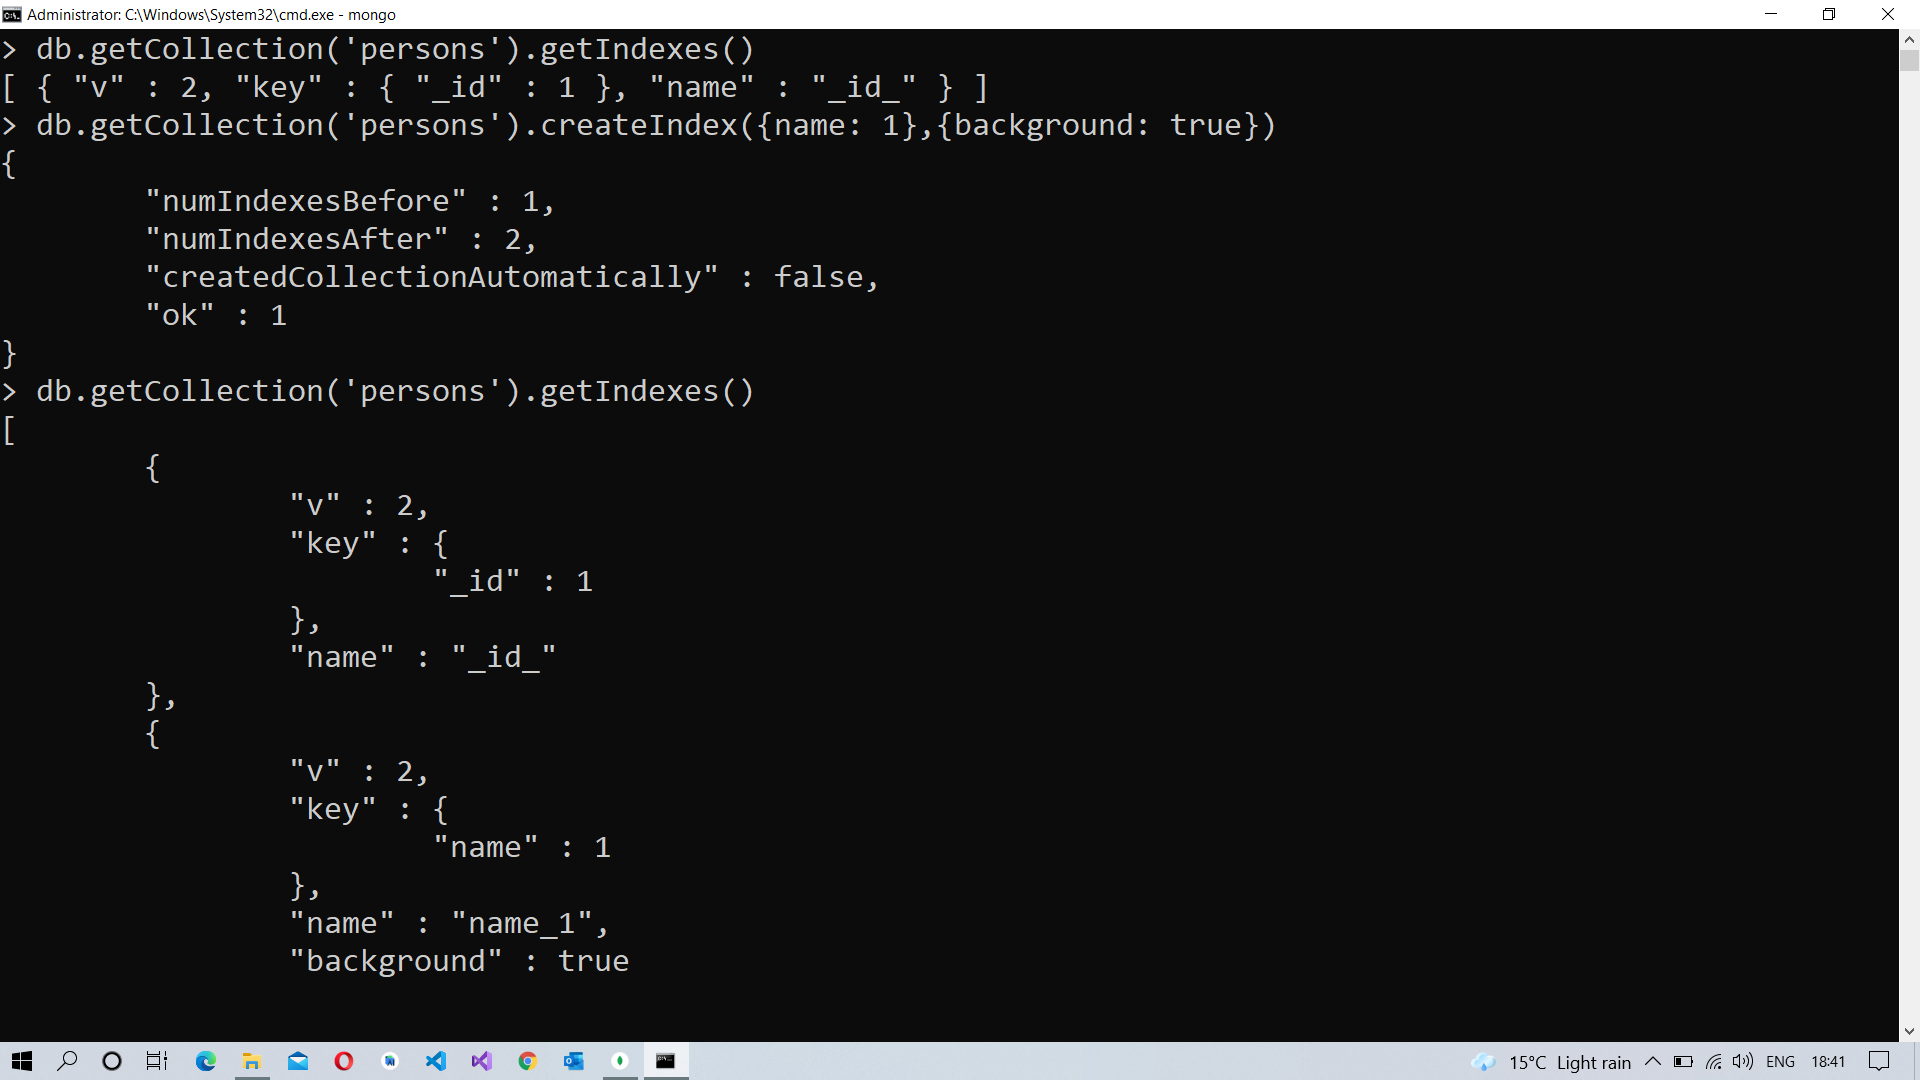 Administrator: C:\Windows\System32\cmd.exe - mongo
> db.getCollection('persons').getIndexes()
[ { "v" : 2, "key" : { "_id" : 1 }, "name" : "_id_" } ]
> db.getCollection('persons').createIndex({name: 1},{background: true})
{
        "numIndexesBefore" : 1,
        "numIndexesAfter" : 2,
        "createdCollectionAutomatically" : false,
        "ok" : 1
}
> db.getCollection('persons').getIndexes()
[
        {
                "v" : 2,
                "key" : {
                        "_id" : 1
                },
                "name" : "_id_"
        },
        {
                "v" : 2,
                "key" : {
                        "name" : 1
                },
                "name" : "name_1",
                "background" : true
15°C Light rain ENG 18:41